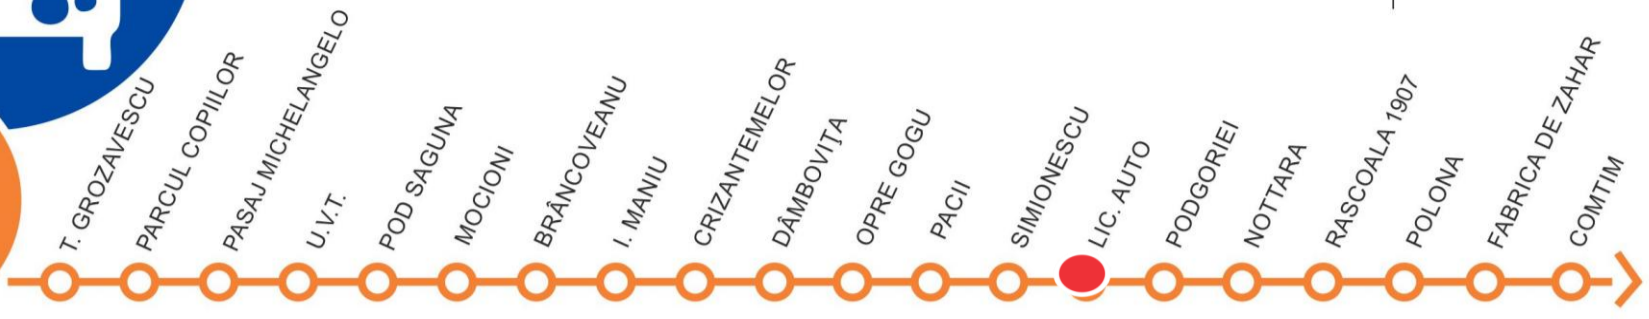 T. GROZAVESCU
PARCUL COPIILOR
PASAJ MICHELANGELO
U.V.T.
POD SAGUNA
MOCIONI
BRÂNCOVEANU
I. MANIU
CRIZANTEMELOR
DÂMBOVIŢA
OPRE GOGU
PACII
SIMIONESCU
LIC. AUTO
PODGORIEI
NOTTARA
RASCOALA 1907
POLONA
FABRICA DE ZAHAR
COMTIM